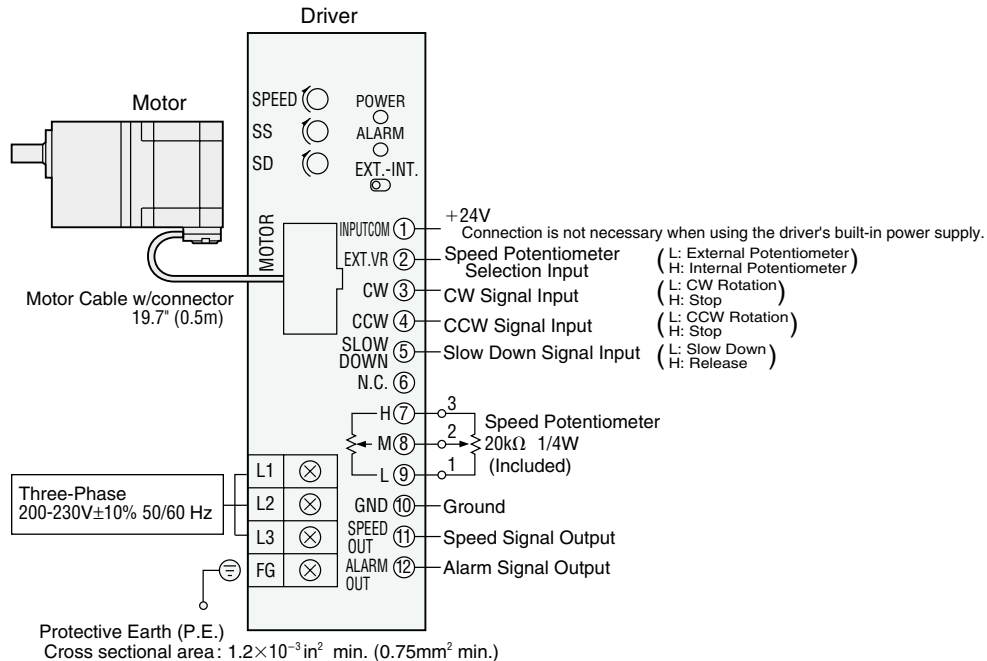 Driver
Motor
SPEED
SS
SD
POWER
ALARM
EXT.-INT.
MOTOR
Motor Cable w/connector
19.7" (0.5m)
INPUTCOM 1 +24V
Connection is not necessary when using the driver's built-in power supply.
EXT.VR 2 Speed Potentiometer
Selection Input
(L: External Potentiometer
H: Internal Potentiometer)
CW 3 CW Signal Input
(L: CW Rotation
H: Stop)
CCW 4 CCW Signal Input
(L: CCW Rotation
H: Stop)
SLOW
DOWN 5 Slow Down Signal Input
(L: Slow Down
H: Release)
N.C. 6
H 7 3
M 8 2
L 9 1
Speed Potentiometer
20kΩ 1/4W
(Included)
L1
L2
L3
FG
Three-Phase
200-230V±10% 50/60 Hz
GND 10 Ground
SPEED
OUT 11 Speed Signal Output
ALARM
OUT 12 Alarm Signal Output
Protective Earth (P.E.)
Cross sectional area: 1.2×10⁻³in² min. (0.75mm² min.)